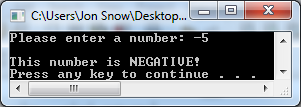 C:\Users\Jon Snow\Desktop...
Please enter a number: -5
This number is NEGATIVE!
Press any key to continue . . .